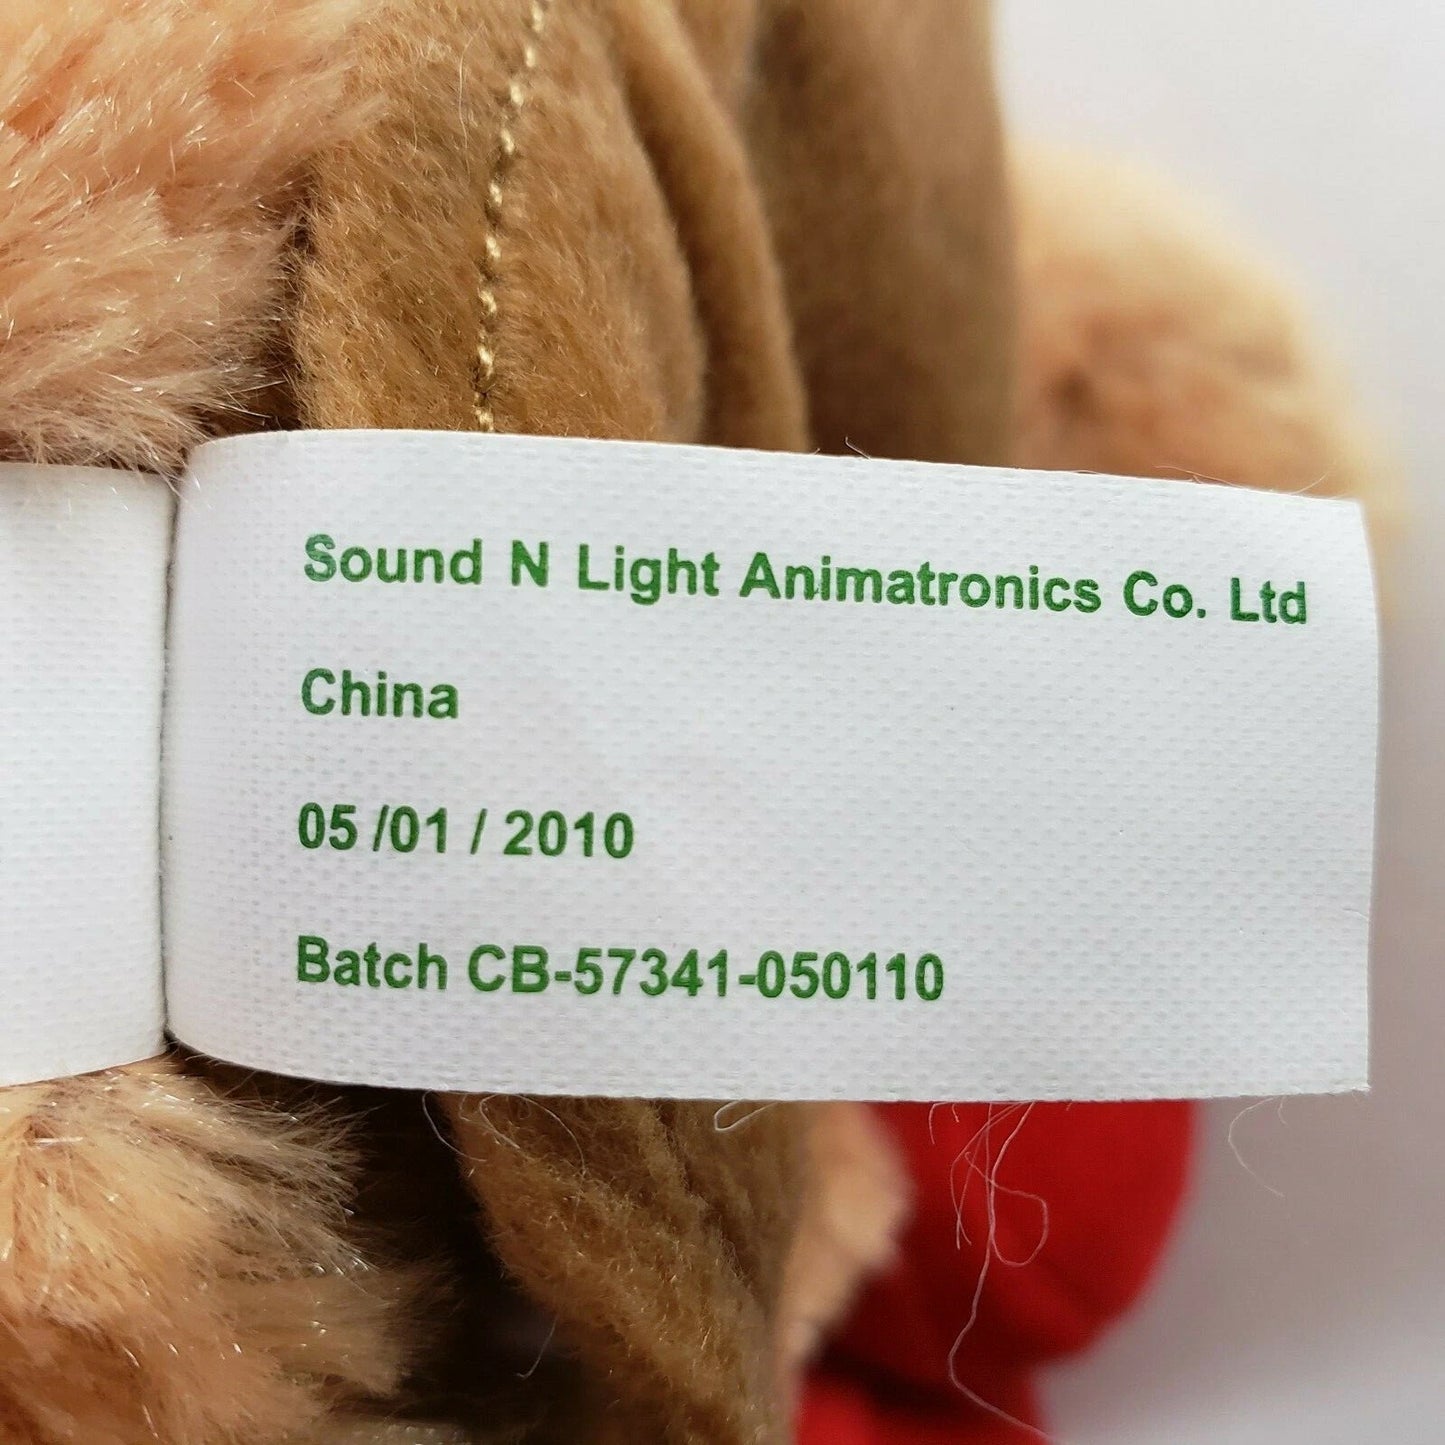 Sound N Light Animatronics Co. Ltd
China
05 /01 / 2010
Batch CB-57341-050110